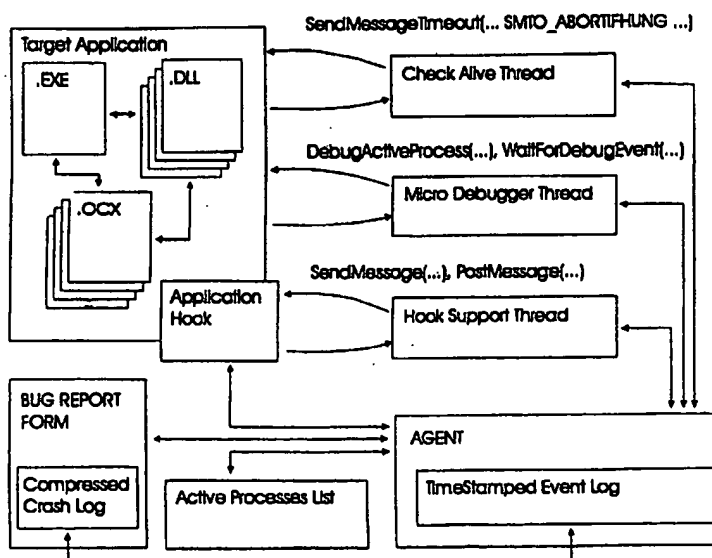 SendMessageTimeout(... SMTO_ABORTIFHUNG ...)
Target Application
.EXE
.DLL
Check Alive Thread
DebugActiveProcess(...), WaitForDebugEvent(...)
Micro Debugger Thread
.OCX
SendMessage(...), PostMessage(...)
Application
Hook
Hook Support Thread
BUG REPORT
FORM
AGENT
Compressed
Crash Log
Active Processes List
TimeStamped Event Log